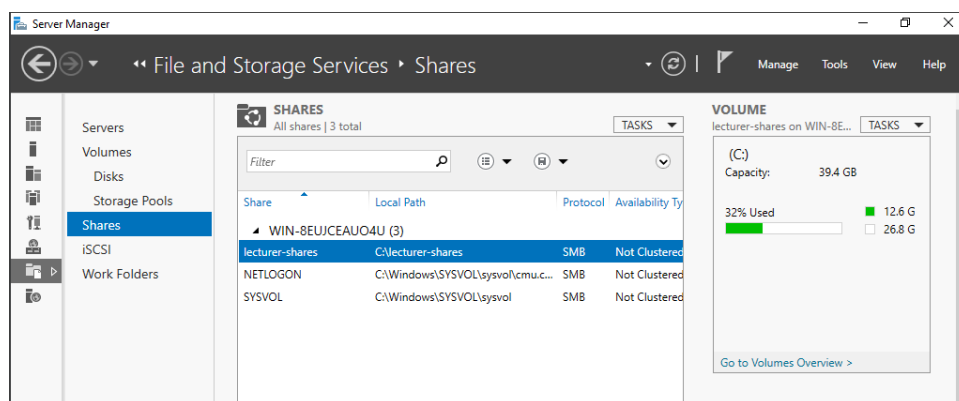 Server Manager
File and Storage Services ‣ Shares
Manage Tools View Help
Servers
Volumes
Disks
Storage Pools
Shares
iSCSI
Work Folders
SHARES
All shares | 3 total
TASKS
Filter
Share Local Path Protocol Availability Ty
WIN-8EUJCEAUO4U (3)
lecturer-shares C:\lecturer-shares SMB Not Clustered
NETLOGON C:\Windows\SYSVOL\sysvol\cmu.c... SMB Not Clustered
SYSVOL C:\Windows\SYSVOL\sysvol SMB Not Clustered
VOLUME
lecturer-shares on WIN-8E... TASKS
(C:)
Capacity: 39.4 GB
32% Used 12.6 G
26.8 G
Go to Volumes Overview >